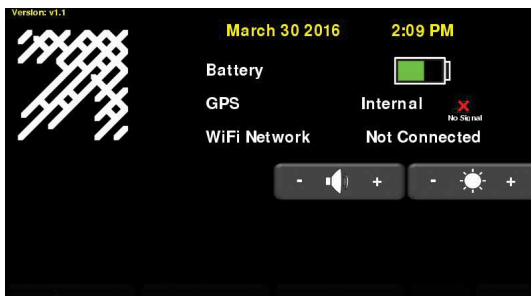 Version: v1.1
March 30 2016 2:09 PM
Battery
GPS Internal
No Signal
WiFi Network Not Connected
- + - +